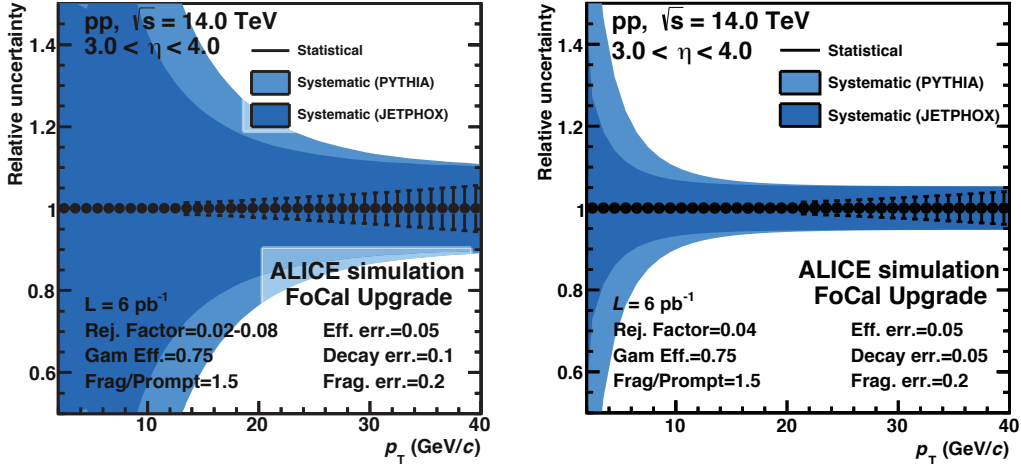 Relative uncertainty
1.4
1.2
1
0.8
0.6
pp, √s = 14.0 TeV
3.0 < η < 4.0
Statistical
Systematic (PYTHIA)
Systematic (JETPHOX)
ALICE simulation
FoCal Upgrade
L = 6 pb⁻¹
Rej. Factor=0.02-0.08 Eff. err.=0.05
Gam Eff.=0.75 Decay err.=0.1
Frag/Prompt=1.5 Frag. err.=0.2
10 20 30 40
p_T (GeV/c)
Relative uncertainty
1.4
1.2
1
0.8
0.6
pp, √s = 14.0 TeV
3.0 < η < 4.0
Statistical
Systematic (PYTHIA)
Systematic (JETPHOX)
ALICE simulation
FoCal Upgrade
L = 6 pb⁻¹
Rej. Factor=0.04 Eff. err.=0.05
Gam Eff.=0.75 Decay err.=0.05
Frag/Prompt=1.5 Frag. err.=0.2
10 20 30 40
p_T (GeV/c)